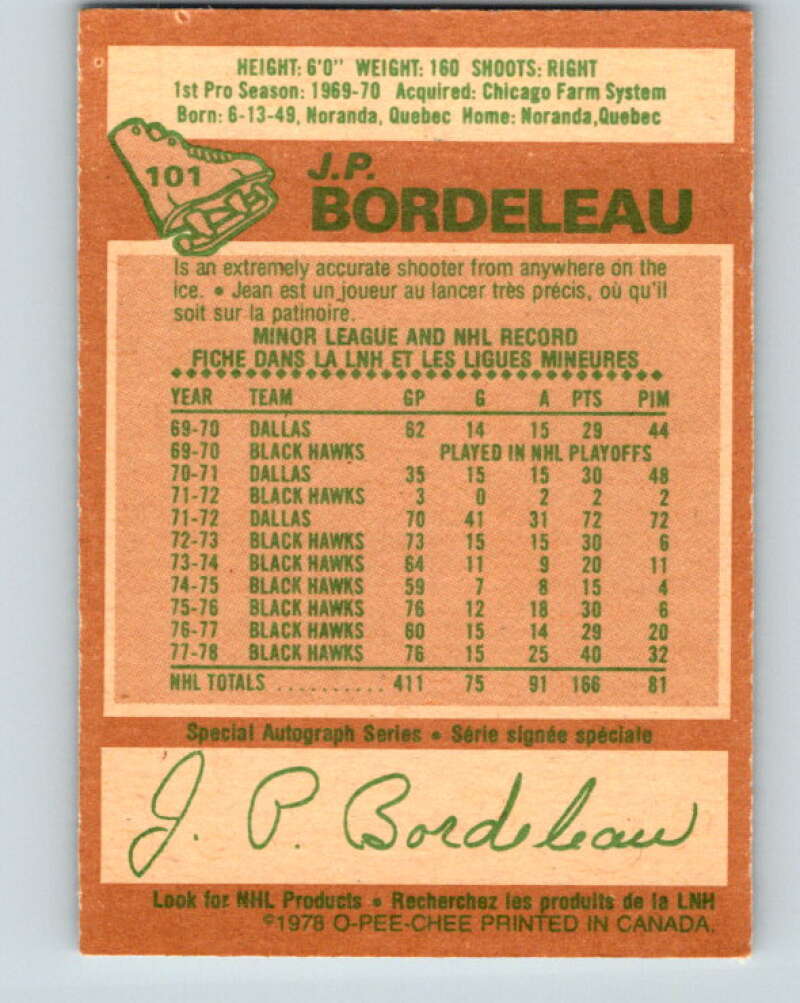 HEIGHT: 6'0" WEIGHT: 160 SHOOTS: RIGHT
1st Pro Season: 1969-70 Acquired: Chicago Farm System
Born: 6-13-49, Noranda, Quebec Home: Noranda, Quebec
101
J.P.
BORDELEAU
Is an extremely accurate shooter from anywhere on the
ice. • Jean est un joueur au lancer très précis, où qu'il
soit sur la patinoire.
MINOR LEAGUE AND NHL RECORD
FICHE DANS LA LNH ET LES LIGUES MINEURES
YEAR TEAM GP G A PTS PIM
69-70 DALLAS 62 14 15 29 44
69-70 BLACK HAWKS PLAYED IN NHL PLAYOFFS
70-71 DALLAS 35 15 15 30 48
71-72 BLACK HAWKS 3 0 2 2 2
71-72 DALLAS 70 41 31 72 72
72-73 BLACK HAWKS 73 15 15 30 6
73-74 BLACK HAWKS 64 11 9 20 11
74-75 BLACK HAWKS 59 7 8 15 4
75-76 BLACK HAWKS 76 12 18 30 6
76-77 BLACK HAWKS 60 15 14 29 20
77-78 BLACK HAWKS 76 15 25 40 32
NHL TOTALS .......... 411 75 91 166 81
Special Autograph Series • Série signée spéciale
J. P. Bordeleau
Look for NHL Products • Recherchez les produits de la LNH
©1978 O-PEE-CHEE PRINTED IN CANADA.